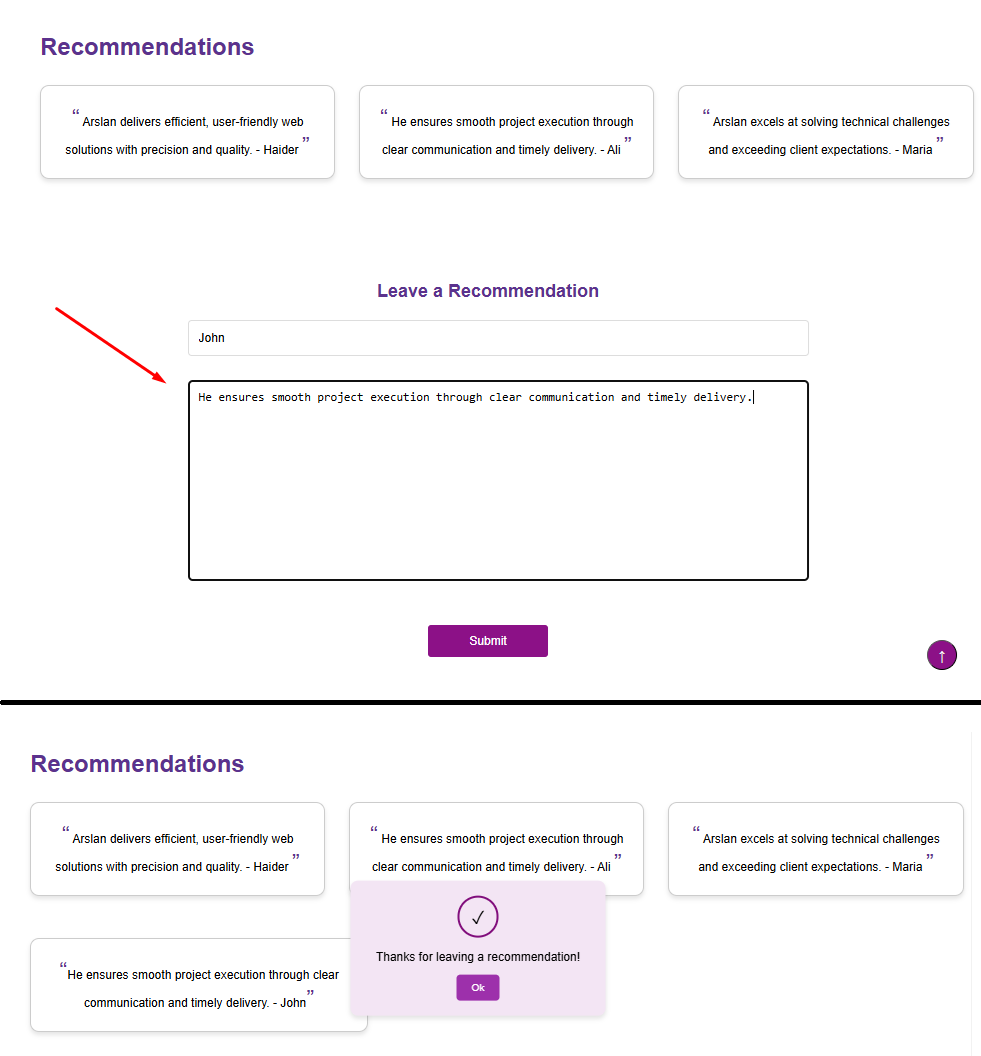 Recommendations
“ Arslan delivers efficient, user-friendly web
solutions with precision and quality. - Haider ”
“ He ensures smooth project execution through
clear communication and timely delivery. - Ali ”
“ Arslan excels at solving technical challenges
and exceeding client expectations. - Maria ”
Leave a Recommendation
John
He ensures smooth project execution through clear communication and timely delivery.
Submit
↑
Recommendations
“ Arslan delivers efficient, user-friendly web
solutions with precision and quality. - Haider ”
“ He ensures smooth project execution through
clear communication and timely delivery. - Ali ”
“ Arslan excels at solving technical challenges
and exceeding client expectations. - Maria ”
“He ensures smooth project execution through clear
communication and timely delivery. - John”
✓
Thanks for leaving a recommendation!
Ok